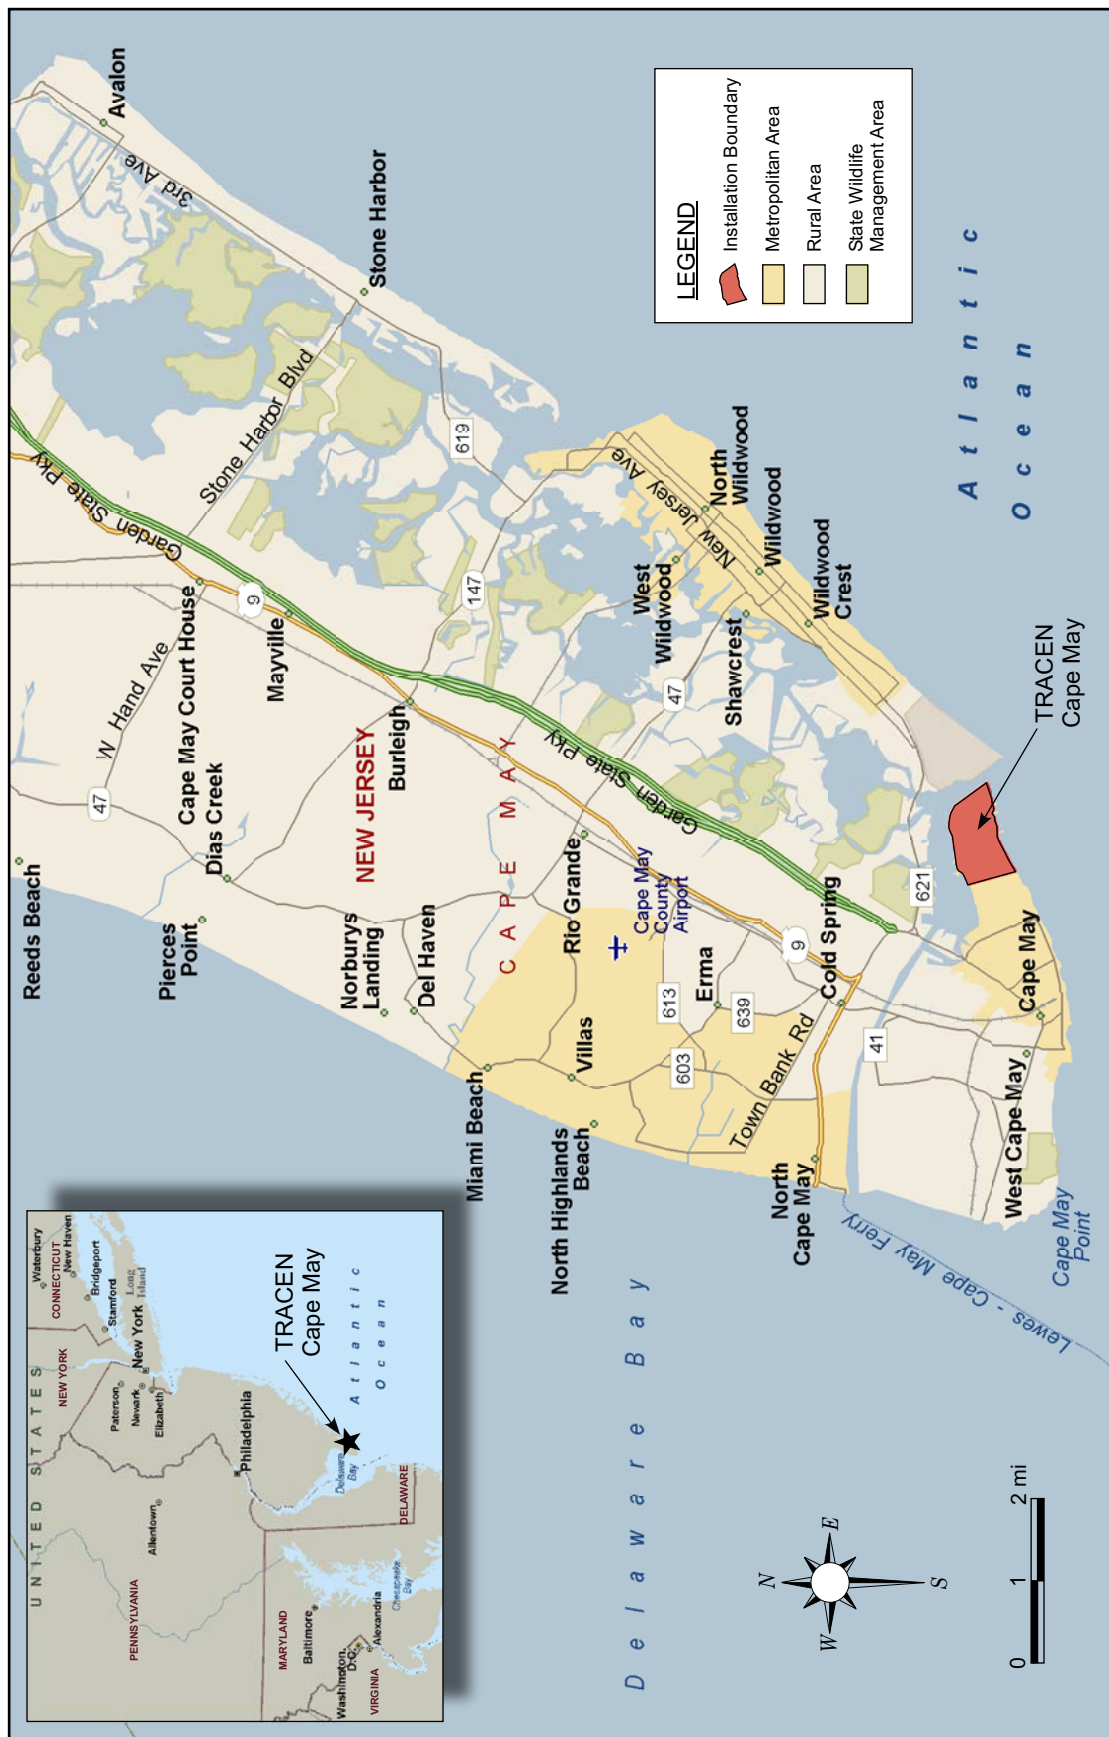 UNITED STATES
Waterbury
CONNECTICUT
New Haven
NEW YORK
Bridgeport
Stamford
Long
Island
Paterson
New York
Newark
Elizabeth
PENNSYLVANIA
Allentown
Philadelphia
TRACEN
Cape May
MARYLAND
Baltimore
Delaware
Bay
Atlantic
Ocean
Washington,
D.C.
Alexandria
VIRGINIA
Chesapeake
Bay
DELAWARE
Reeds Beach
47
W Hand Ave
Garden State Pky
Avalon
3rd Ave
Pierces
Point
Dias Creek
Cape May Court House
9
Stone Harbor Blvd
Mayville
Stone Harbor
Norburys
Landing
NEW JERSEY
Del Haven
Burleigh
619
Miami Beach
CAPE MAY
147
North Highlands
Beach
Villas
Rio Grande
Garden State Pky
New Jersey Ave
Cape May
County
Airport
West
Wildwood
North
Wildwood
603
613
Erma
47
639
Shawcrest
Wildwood
Town Bank Rd
9
Cold Spring
Wildwood
Crest
North
Cape May
41
621
Lewes - Cape May Ferry
West Cape May
Cape May
TRACEN
Cape May
Cape May
Point
Delaware Bay
Atlantic
Ocean
LEGEND
Installation Boundary
Metropolitan Area
Rural Area
State Wildlife
Management Area
N
W
E
S
0
1
2 mi